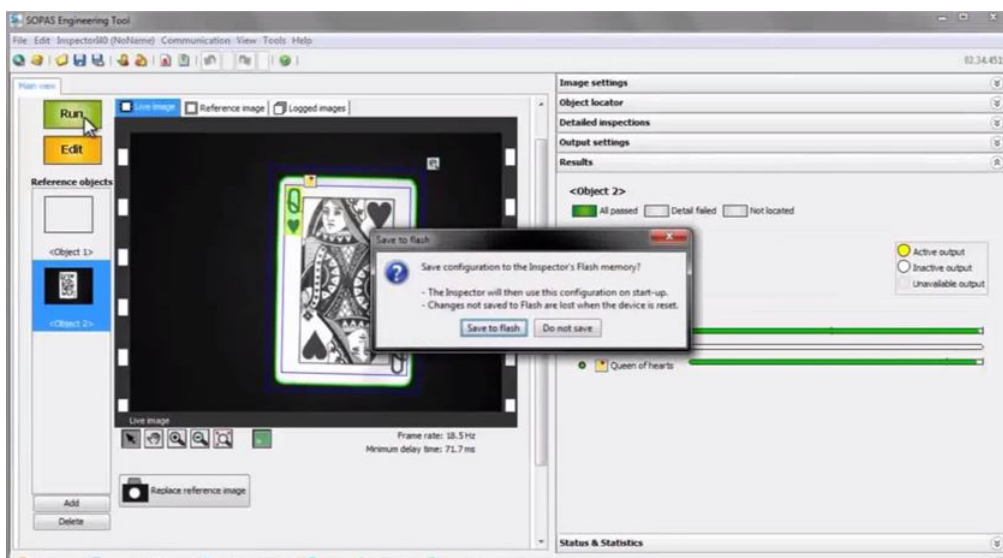 SOPAS Engineering Tool
File Edit InspectorI40 (NoName) Communication View Tools Help
02.34.451
Main view
Run
Edit
Live image Reference image Logged images
Reference objects
<Object 1>
<Object 2>
Add
Delete
Q
Q
Live image
Frame rate: 18.5 Hz
Minimum delay time: 71.7 ms
Replace reference image
Image settings
Object locator
Detailed inspections
Output settings
Results
<Object 2>
All passed Detail failed Not located
Active output
Inactive output
Unavailable output
Queen of hearts
Status & Statistics
Save to flash
Save configuration to the Inspector's Flash memory?
- The Inspector will then use this configuration on start-up.
- Changes not saved to Flash are lost when the device is reset.
Save to flash Do not save